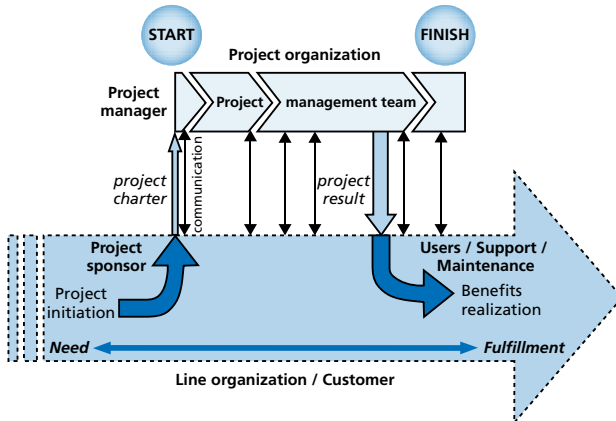 START
FINISH
Project organization
Project
manager
Project
management team
project
charter
communication
project
result
Project
sponsor
Users / Support /
Maintenance
Project
initiation
Benefits
realization
Need
Fulfillment
Line organization / Customer